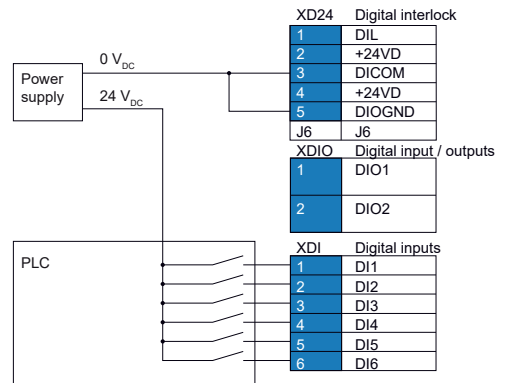 XD24 Digital interlock
1 DIL
2 +24VD
3 DICOM
4 +24VD
5 DIOGND
J6 J6
0 VDC
Power
supply
24 VDC
XDIO Digital input / outputs
1 DIO1
2 DIO2
XDI Digital inputs
PLC
1 DI1
2 DI2
3 DI3
4 DI4
5 DI5
6 DI6